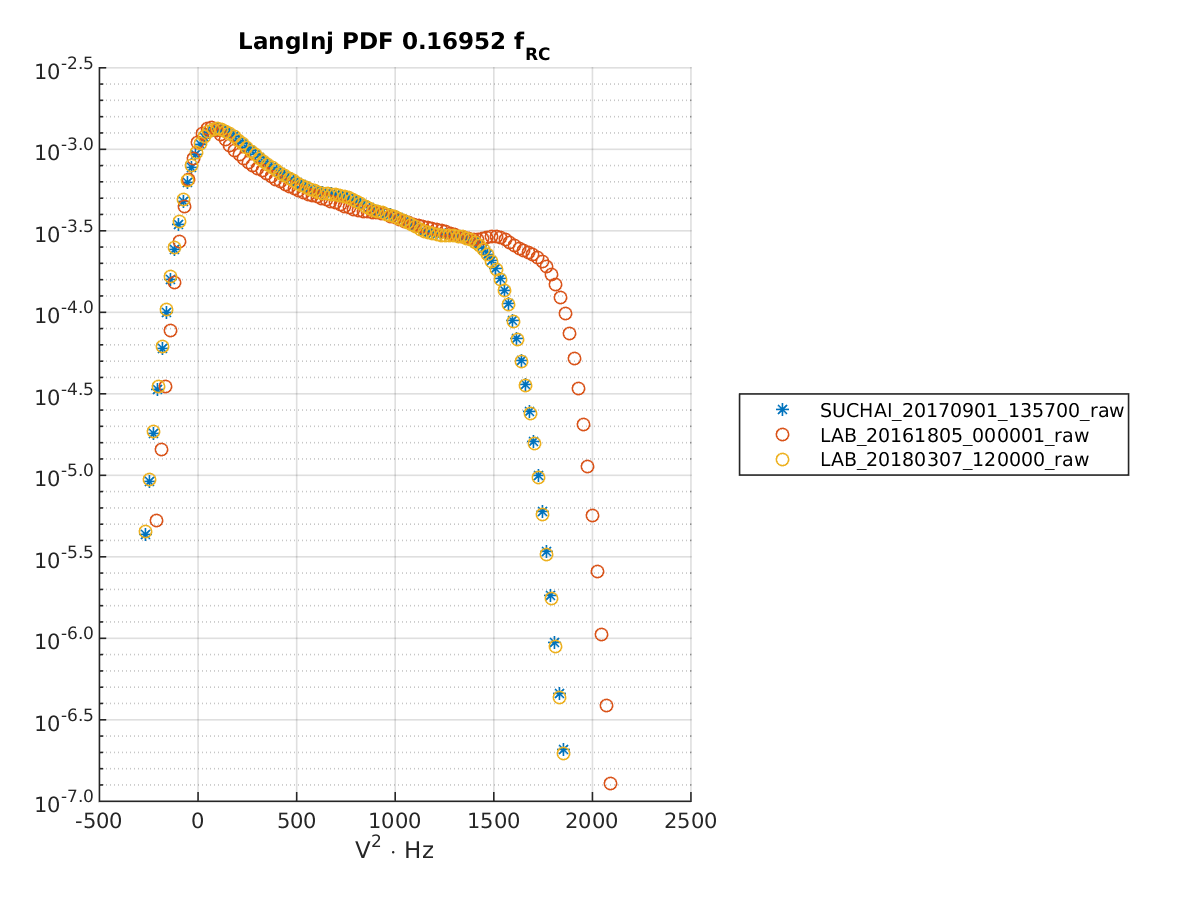 LangInj PDF 0.16952 f_RC
10^-2.5
10^-3.0
10^-3.5
10^-4.0
10^-4.5
10^-5.0
10^-5.5
10^-6.0
10^-6.5
10^-7.0
-500 0 500 1000 1500 2000 2500
V² · Hz
SUCHAI_20170901_135700_raw
LAB_20161805_000001_raw
LAB_20180307_120000_raw